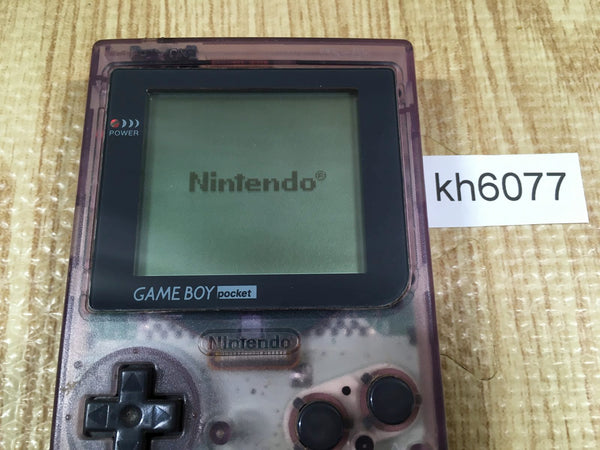 POWER
Nintendo®
kh6077
GAME BOY pocket
Nintendo